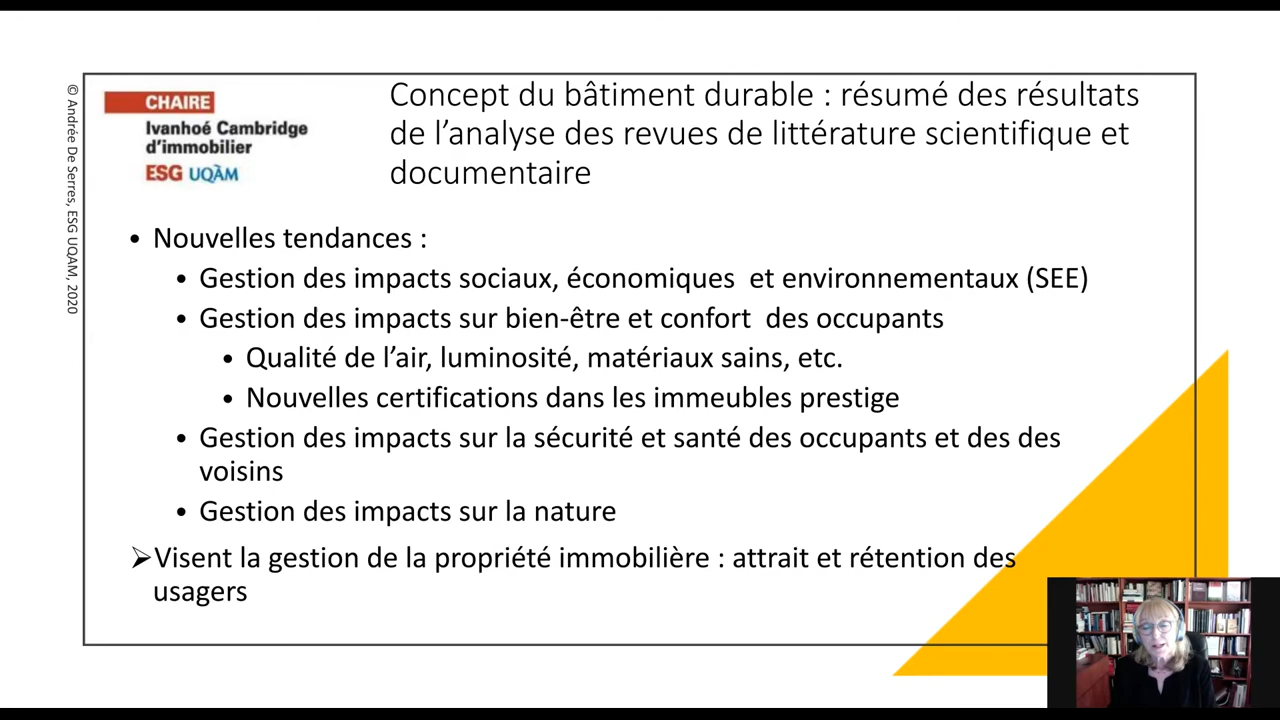 © Andrée De Serres, ESG UQAM, 2020
CHAIRE
Ivanhoé Cambridge
d'immobilier
ESG UQÀM
Concept du bâtiment durable : résumé des résultats
de l’analyse des revues de littérature scientifique et
documentaire
• Nouvelles tendances :
• Gestion des impacts sociaux, économiques et environnementaux (SEE)
• Gestion des impacts sur bien-être et confort des occupants
• Qualité de l’air, luminosité, matériaux sains, etc.
• Nouvelles certifications dans les immeubles prestige
• Gestion des impacts sur la sécurité et santé des occupants et des des
voisins
• Gestion des impacts sur la nature
➢Visent la gestion de la propriété immobilière : attrait et rétention des
usagers